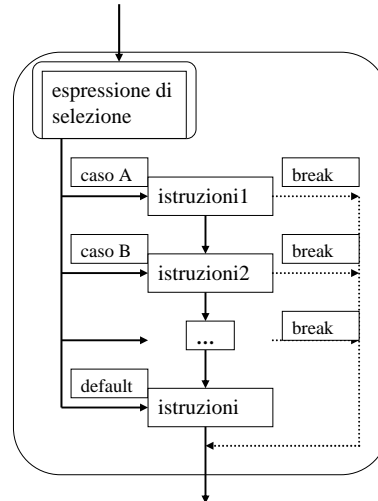 espressione di
selezione
caso A
break
istruzioni1
caso B
break
istruzioni2
break
...
default
istruzioni